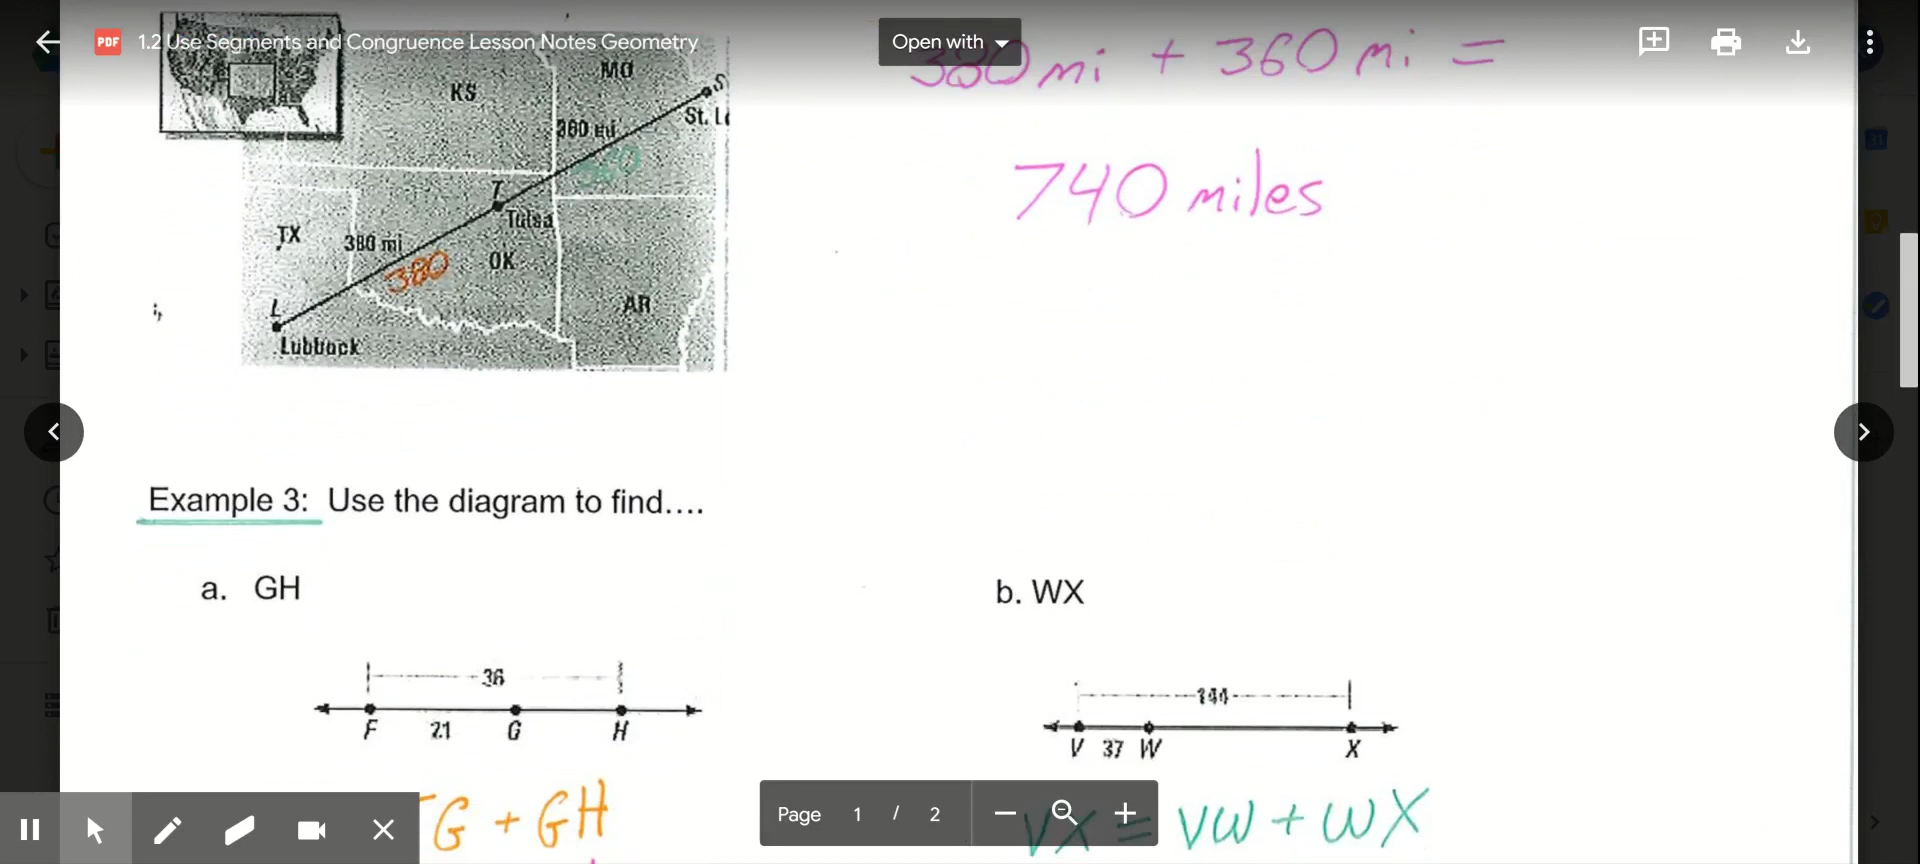 PDF 1.2 Use Segments and Congruence Lesson Notes Geometry
Open with
380 mi + 360 mi =
740 miles
MO
KS
S
St. L
360 mi
T
Tulsa
TX
380 mi
380
OK
AR
L
Lubbock
Example 3: Use the diagram to find....
a. GH
b. WX
36
F 21 G H
144
V 37 W X
G + GH
VX = VW + WX
Page 1 / 2
31